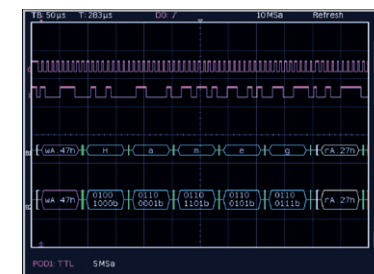 TB: 50µs T: 283µs D0: / 10MSa Refresh
wA:47h H a m e g rA:27h
wA:47h 0100 1000b 0110 0001b 0110 1101b 0110 0101b 0110 0111b rA:27h
POD1: TTL 5MSa